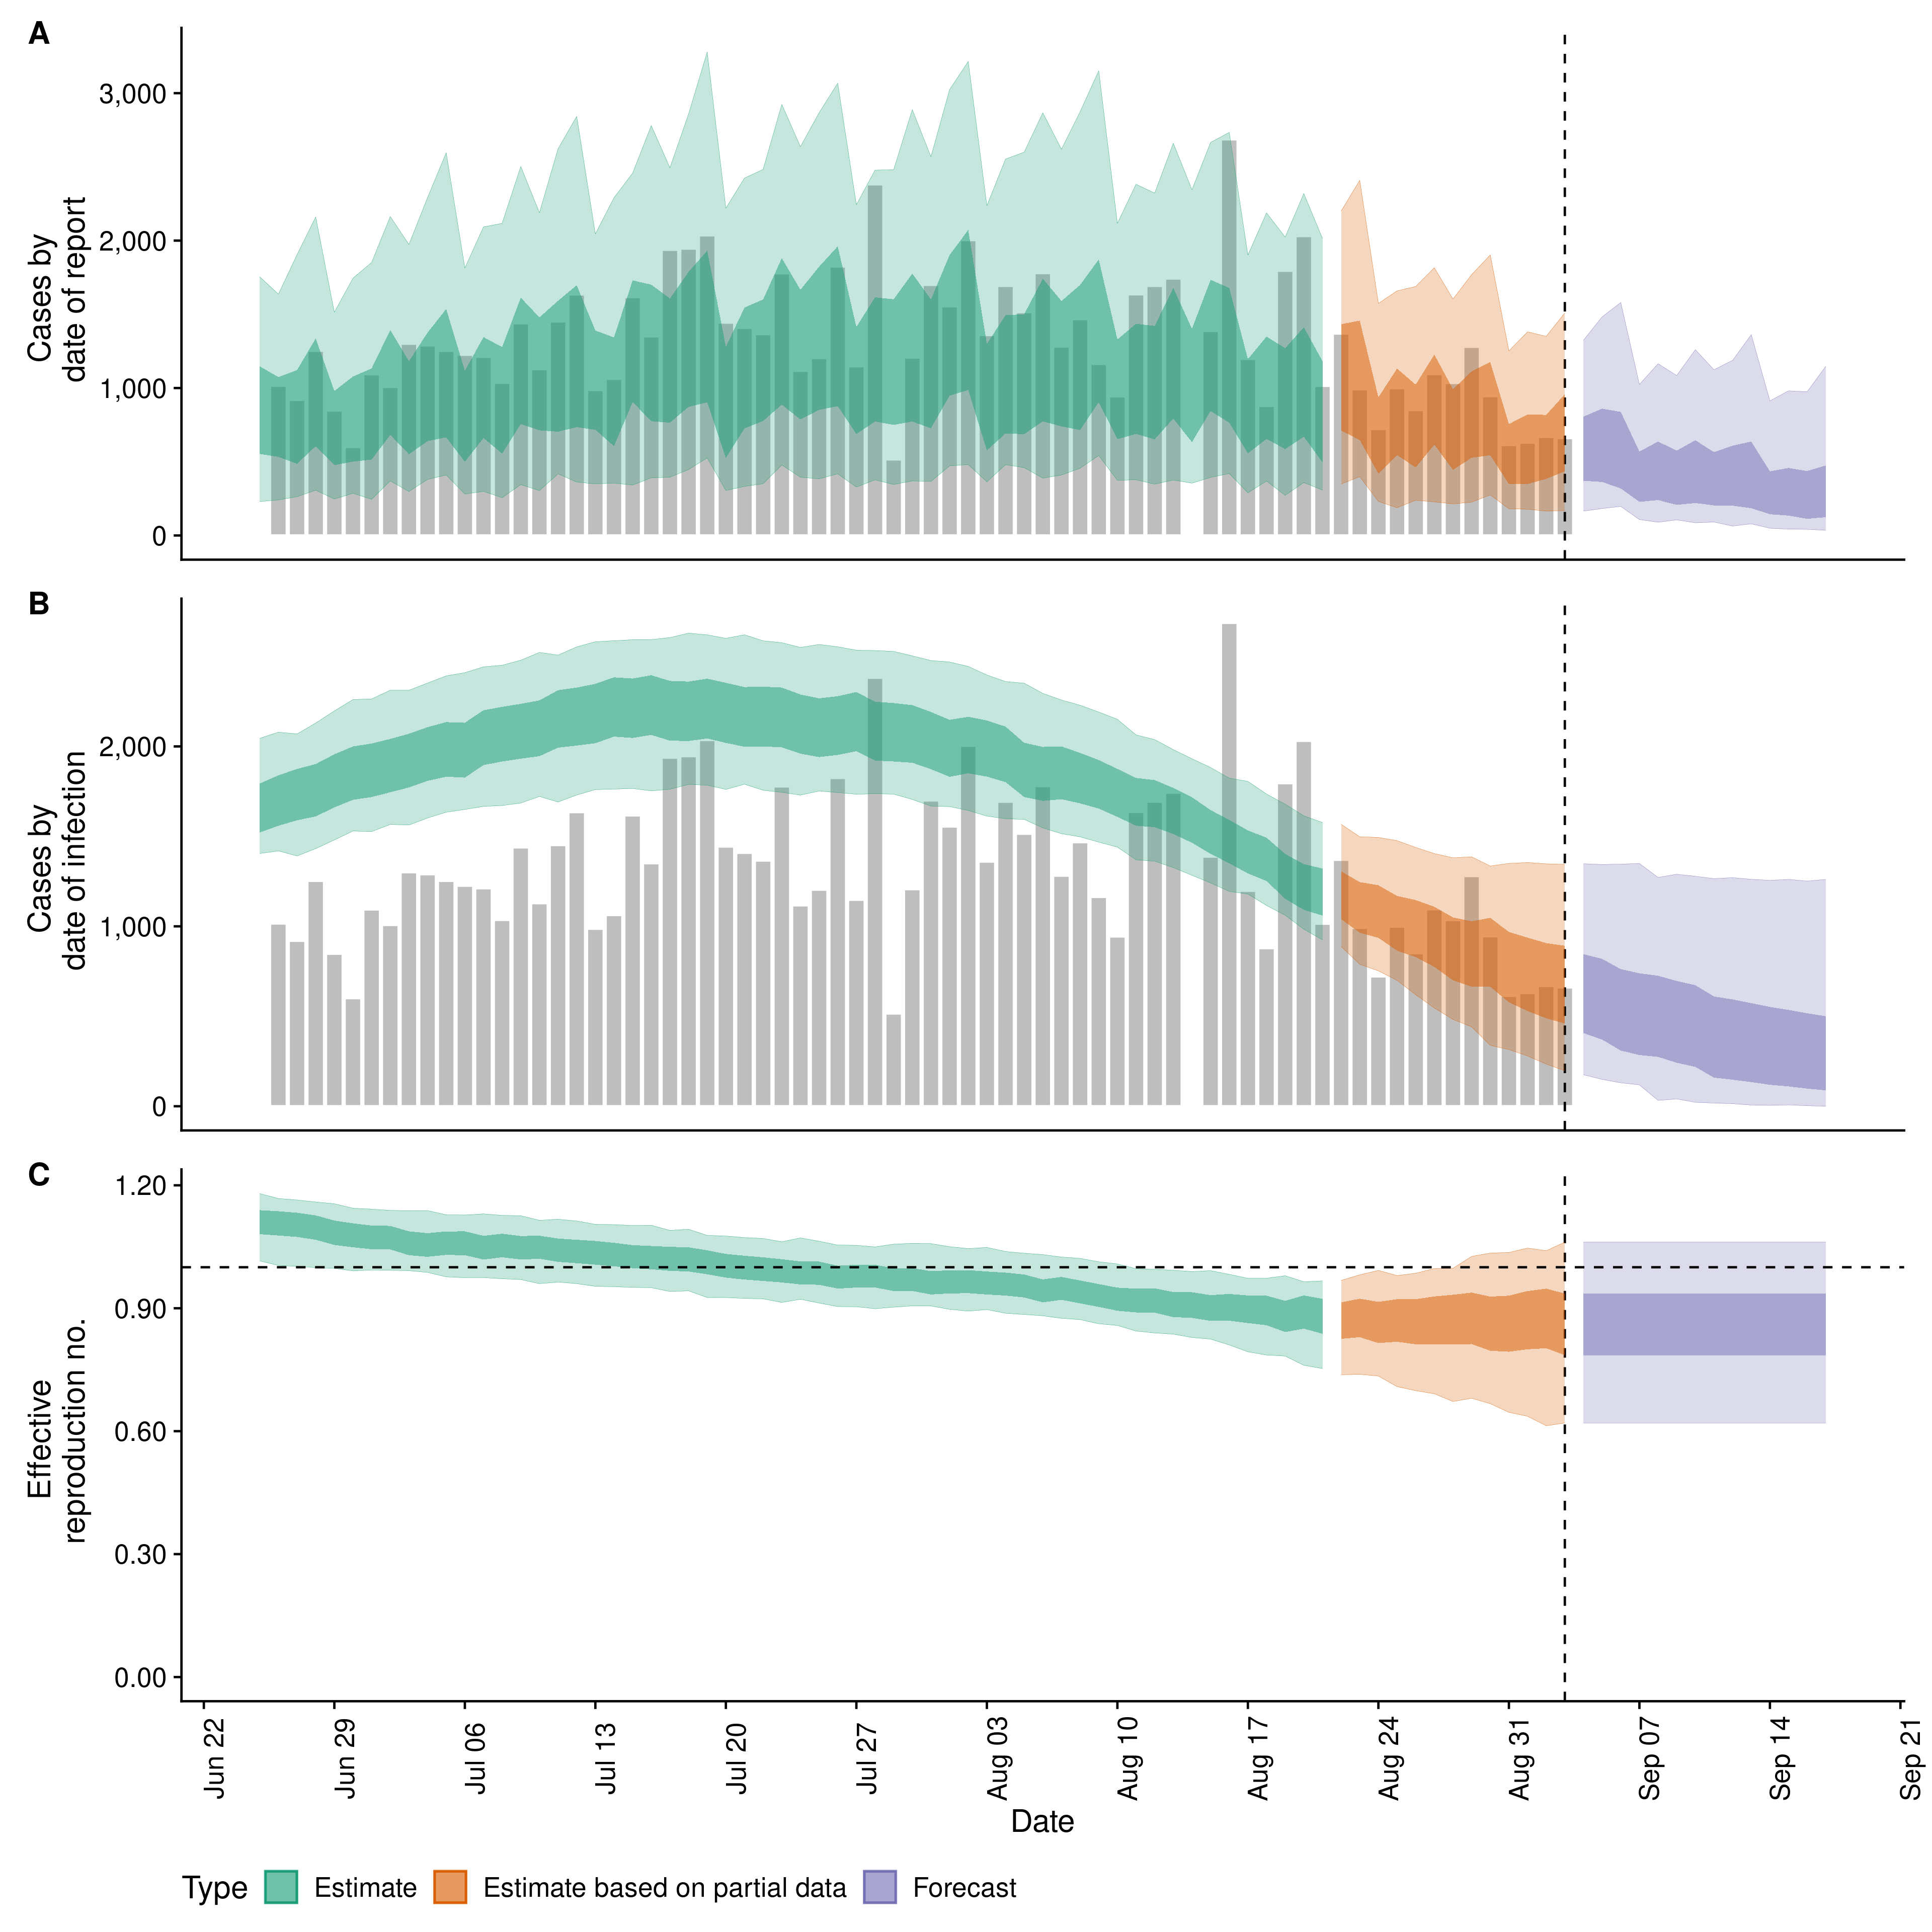 A
Cases by
date of report
3,000
2,000
1,000
0
B
Cases by
date of infection
2,000
1,000
0
C
Effective
reproduction no.
1.20
0.90
0.60
0.30
0.00
Jun 22
Jun 29
Jul 06
Jul 13
Jul 20
Jul 27
Aug 03
Aug 10
Aug 17
Aug 24
Aug 31
Sep 07
Sep 14
Sep 21
Date
Type Estimate Estimate based on partial data Forecast